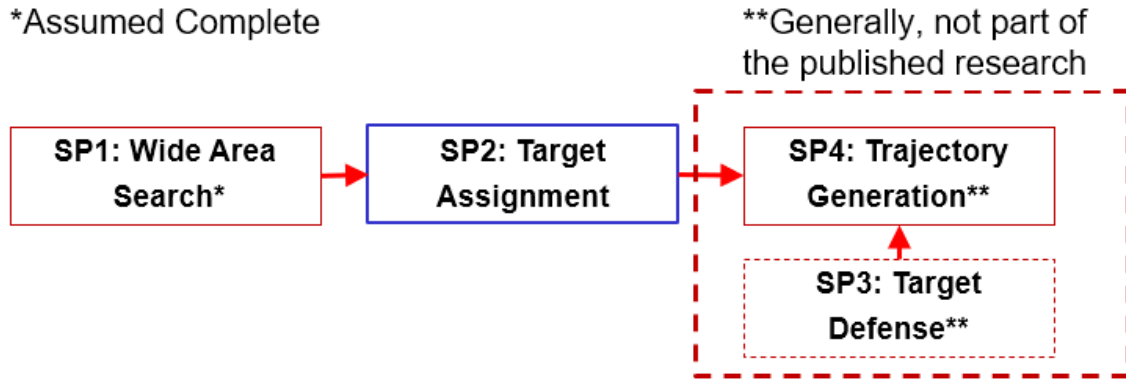 *Assumed Complete
**Generally, not part of
the published research
SP1: Wide Area
Search*
SP2: Target
Assignment
SP4: Trajectory
Generation**
SP3: Target
Defense**